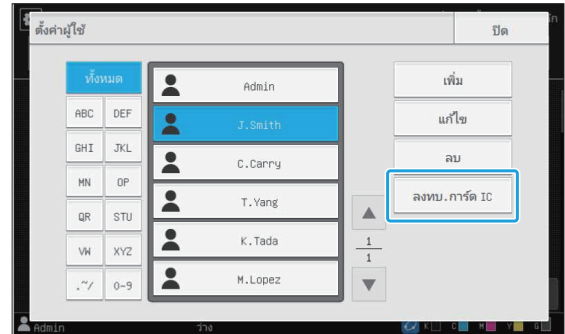 ตั้งค่าผู้ใช้
ปิด
ทั้งหมด
ABC DEF
GHI JKL
MN OP
QR STU
VW XYZ
.~/ 0-9
Admin
J.Smith
C.Carry
T.Yang
K.Tada
M.Lopez
1
1
เพิ่ม
แก้ไข
ลบ
ลงทบ.การ์ด IC
Admin
ว่าง
K C M Y G